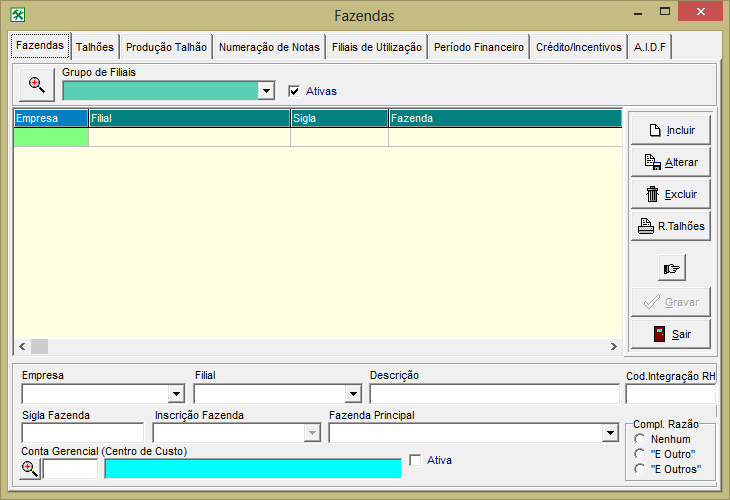 Fazendas
Fazendas Talhões Produção Talhão Numeração de Notas Filiais de Utilização Período Financeiro Crédito/Incentivos A.I.D.F
Grupo de Filiais
Ativas
Empresa Filial Sigla Fazenda
Incluir
Alterar
Excluir
R.Talhões
Gravar
Sair
Empresa Filial Descrição Cod.Integração RH
Sigla Fazenda Inscrição Fazenda Fazenda Principal
Compl. Razão
Nenhum
"E Outro"
"E Outros"
Conta Gerencial (Centro de Custo)
Ativa